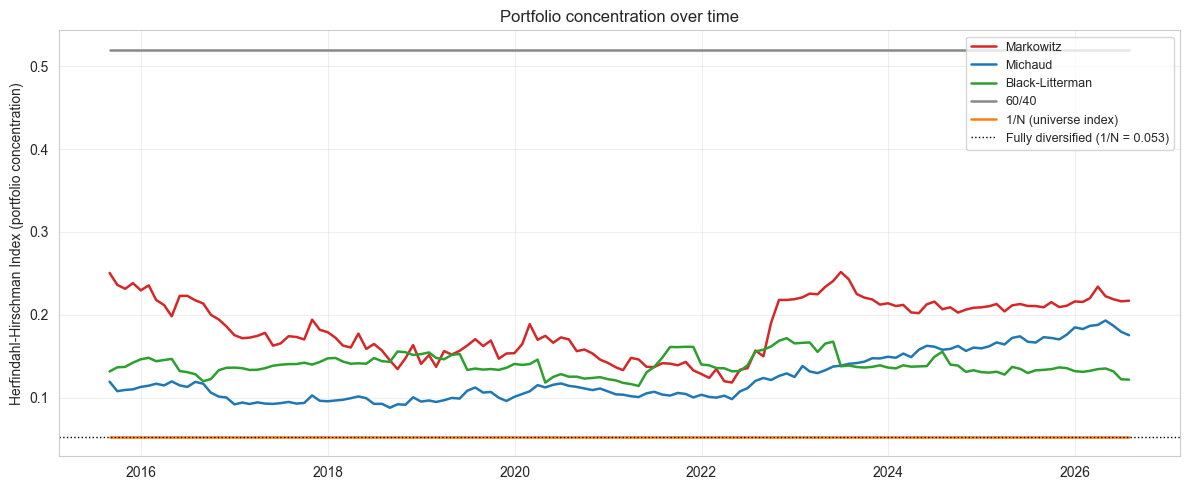 Portfolio concentration over time
Herfindahl-Hirschman Index (portfolio concentration)
0.5
0.4
0.3
0.2
0.1
Markowitz
Michaud
Black-Litterman
60/40
1/N (universe index)
Fully diversified (1/N = 0.053)
2016
2018
2020
2022
2024
2026